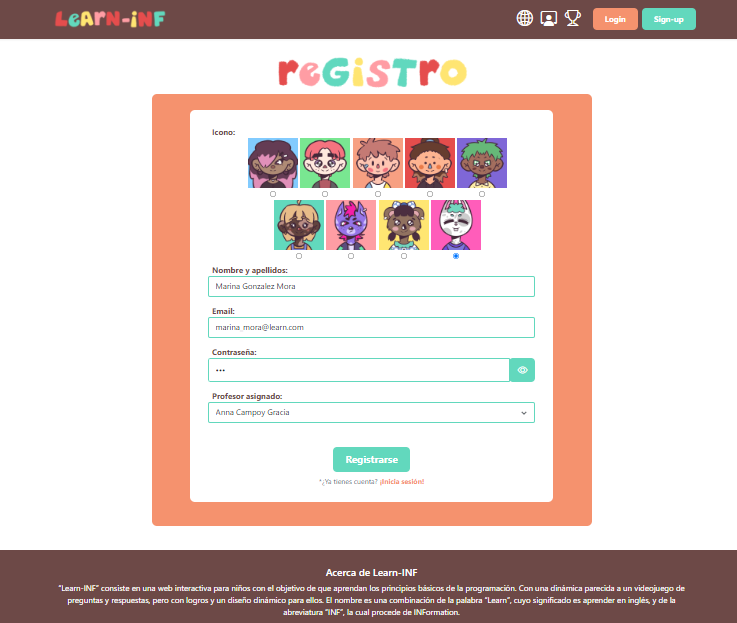 LeARN-iNF
Login
Sign-up
reGisTro
Icono:
Nombre y apellidos:
Marina Gonzalez Mora
Email:
marina_mora@learn.com
Contraseña:
•••
Profesor asignado:
Anna Campoy Gracia
Registrarse
*¿Ya tienes cuenta? ¡Inicia sesión!
Acerca de Learn-INF
"Learn-INF" consiste en una web interactiva para niños con el objetivo de que aprendan los principios básicos de la programación. Con una dinámica parecida a un videojuego de
preguntas y respuestas, pero con logros y un diseño dinámico para ellos. El nombre es una combinación de la palabra "Learn", cuyo significado es aprender en inglés, y de la
abreviatura "INF", la cual procede de INFormation.